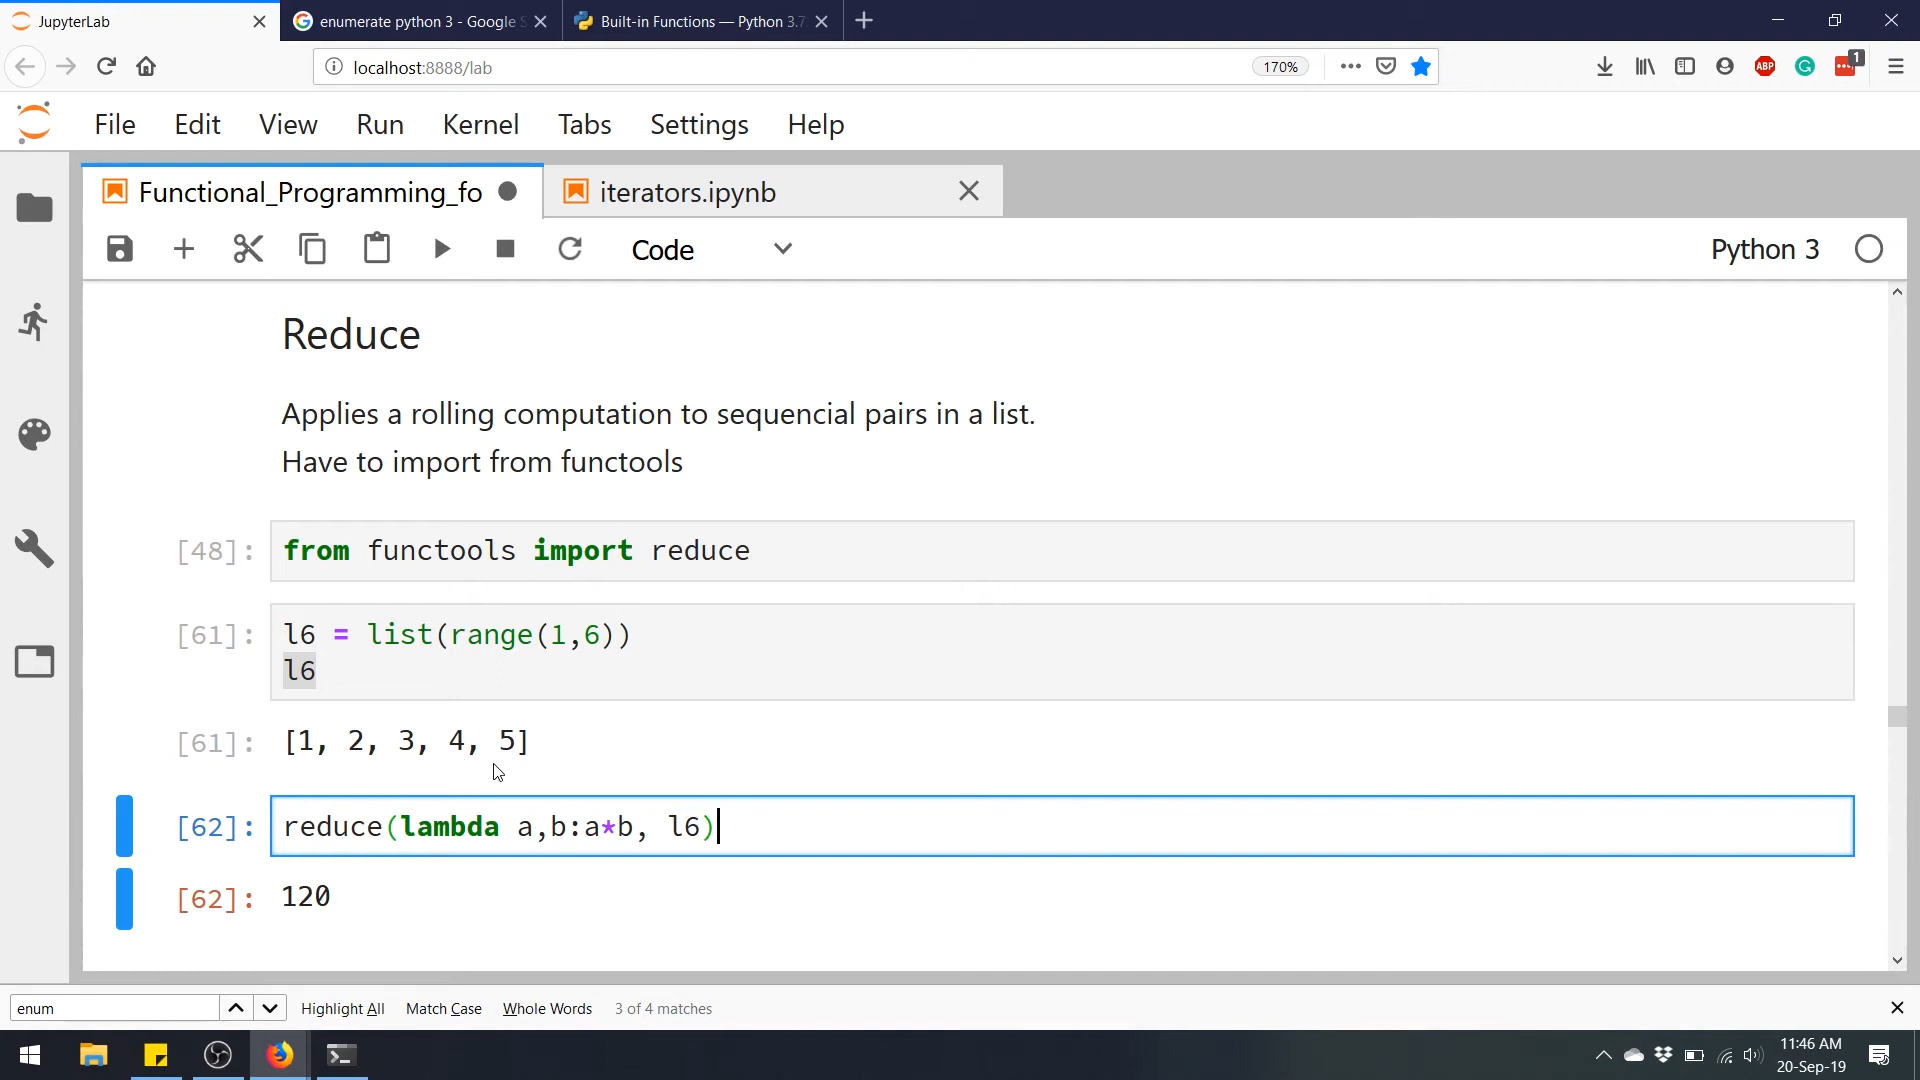 JupyterLab
enumerate python 3 - Google S
Built-in Functions — Python 3.7.
localhost:8888/lab
170%
ABP
1
File Edit View Run Kernel Tabs Settings Help
Functional_Programming_fo
iterators.ipynb
Code
Python 3
Reduce
Applies a rolling computation to sequencial pairs in a list.
Have to import from functools
[48]: from functools import reduce
[61]: l6 = list(range(1,6))
l6
[61]: [1, 2, 3, 4, 5]
[62]: reduce(lambda a,b:a*b, l6)
[62]: 120
enum
Highlight All Match Case Whole Words 3 of 4 matches
11:46 AM
20-Sep-19